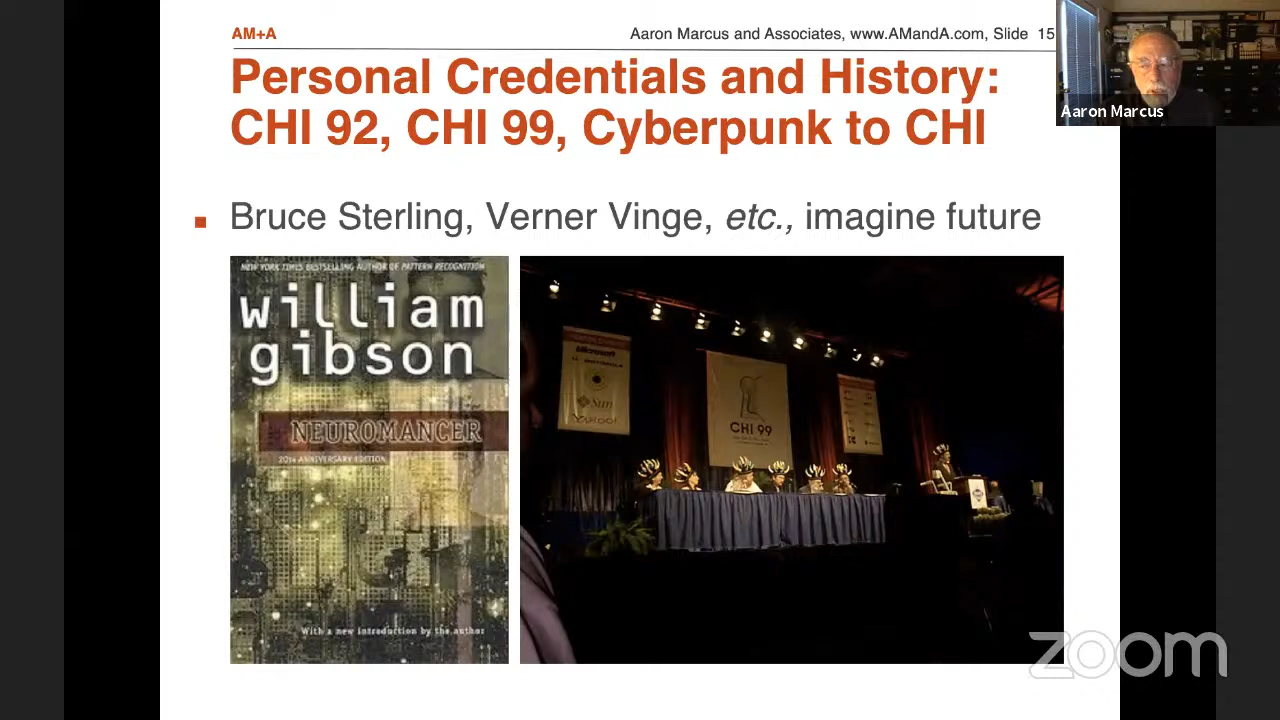 AM+A
Aaron Marcus and Associates, www.AMandA.com, Slide 15
Personal Credentials and History:
CHI 92, CHI 99, Cyberpunk to CHI
Aaron Marcus
Bruce Sterling, Verner Vinge, etc., imagine future
NEW YORK TIMES BESTSELLING AUTHOR OF PATTERN RECOGNITION
william
gibson
NEUROMANCER
20TH ANNIVERSARY EDITION
With a new introduction by the author
Microsoft
Sun
YAHOO!
CHI 99
zoom